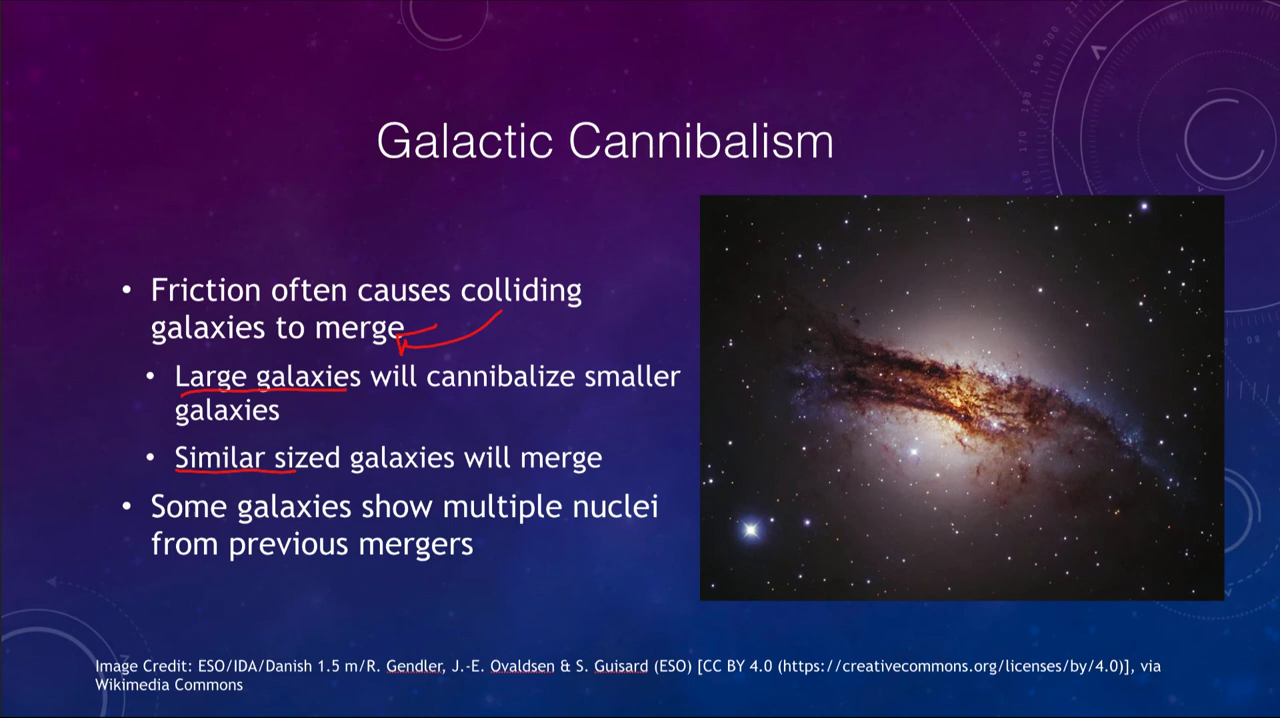 Galactic Cannibalism
• Friction often causes colliding
galaxies to merge
• Large galaxies will cannibalize smaller
galaxies
• Similar sized galaxies will merge
• Some galaxies show multiple nuclei
from previous mergers
Image Credit: ESO/IDA/Danish 1.5 m/R. Gendler, J.-E. Ovaldsen & S. Guisard (ESO) [CC BY 4.0 (https://creativecommons.org/licenses/by/4.0)], via
Wikimedia Commons